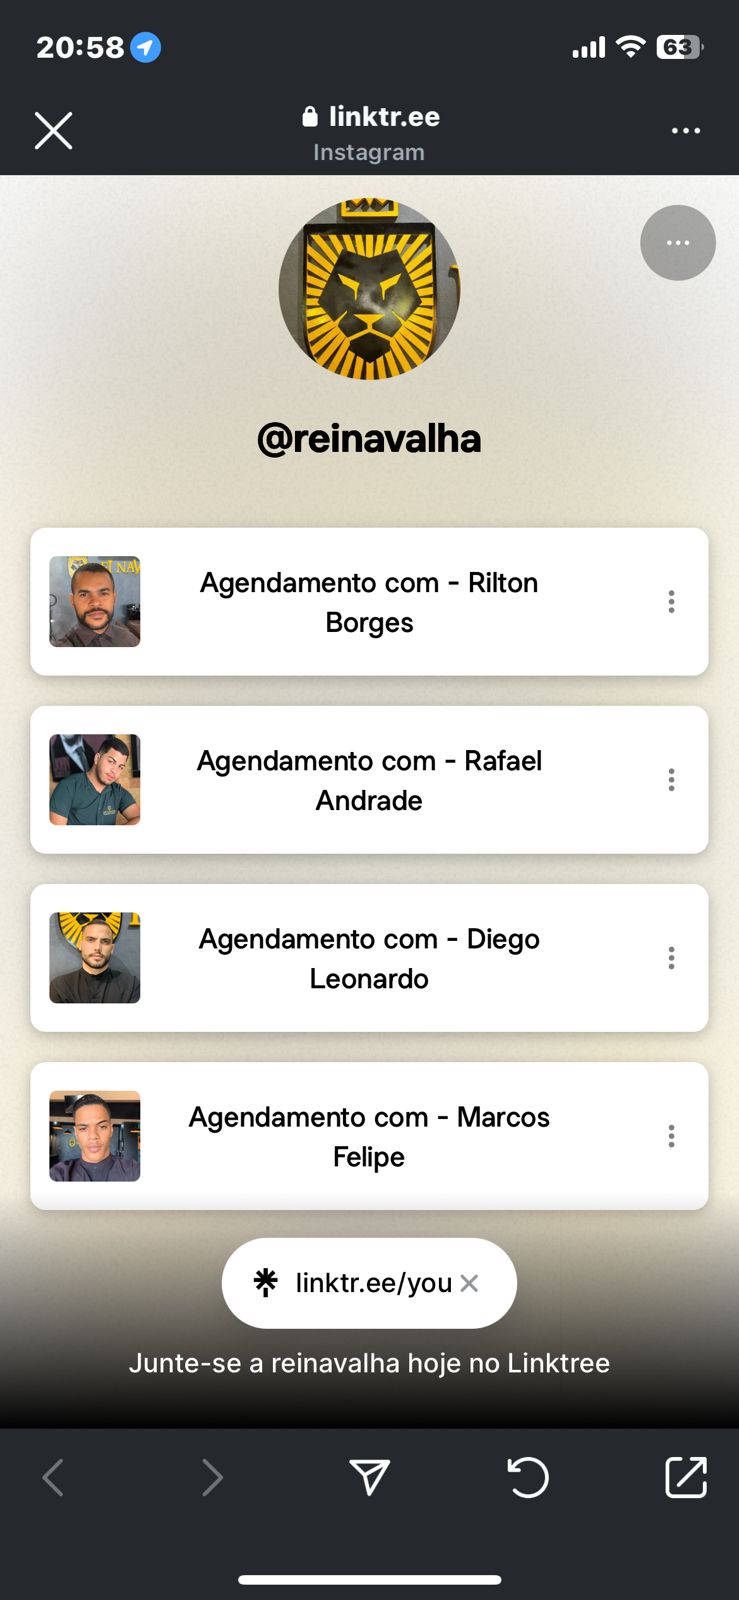 20:58
63
linktr.ee
Instagram
@reinavalha
Agendamento com - Rilton
Borges
Agendamento com - Rafael
Andrade
Agendamento com - Diego
Leonardo
Agendamento com - Marcos
Felipe
linktr.ee/you
Junte-se a reinavalha hoje no Linktree